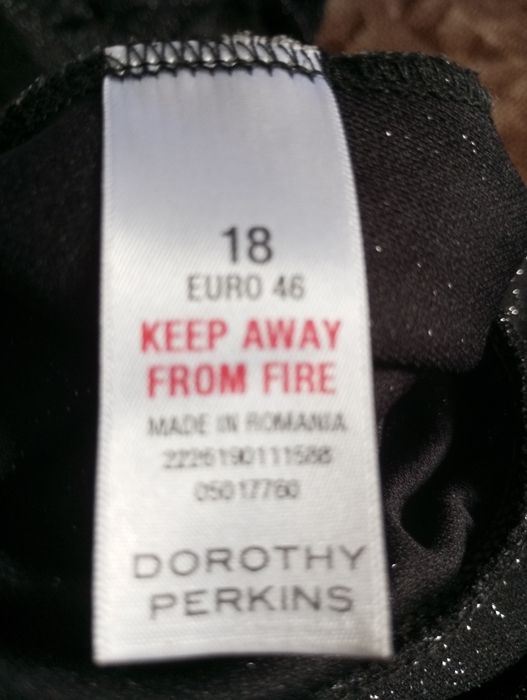 18
EURO 46
KEEP AWAY
FROM FIRE
MADE IN ROMANIA
2226190111588
05017760
DOROTHY
PERKINS